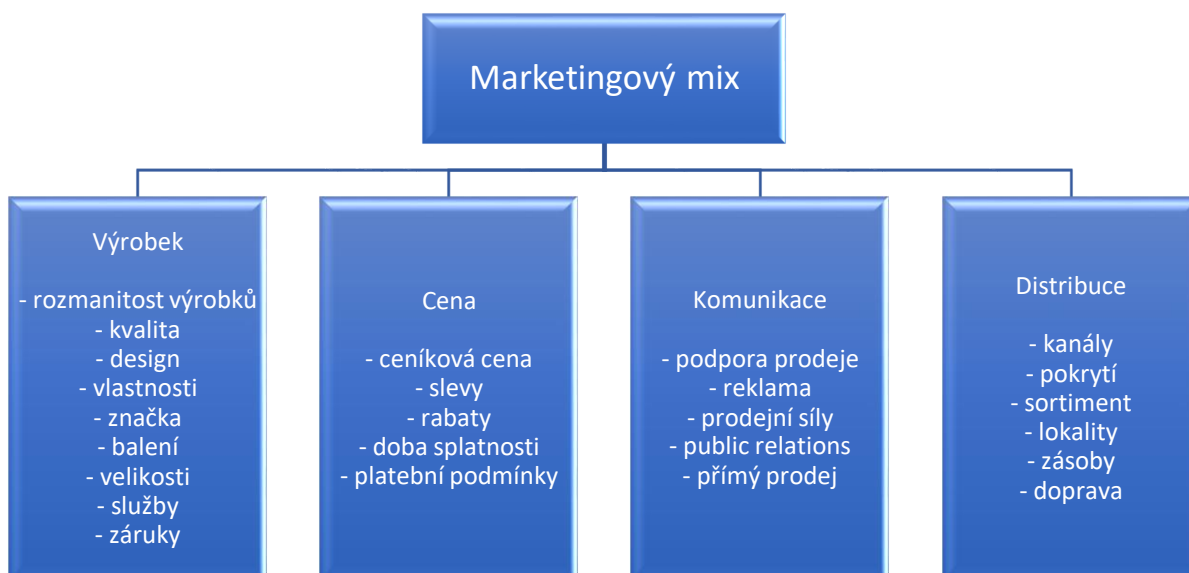 Marketingový mix
Výrobek
- rozmanitost výrobků
- kvalita
- design
- vlastnosti
- značka
- balení
- velikosti
- služby
- záruky
Cena
- ceníková cena
- slevy
- rabaty
- doba splatnosti
- platební podmínky
Komunikace
- podpora prodeje
- reklama
- prodejní síly
- public relations
- přímý prodej
Distribuce
- kanály
- pokrytí
- sortiment
- lokality
- zásoby
- doprava